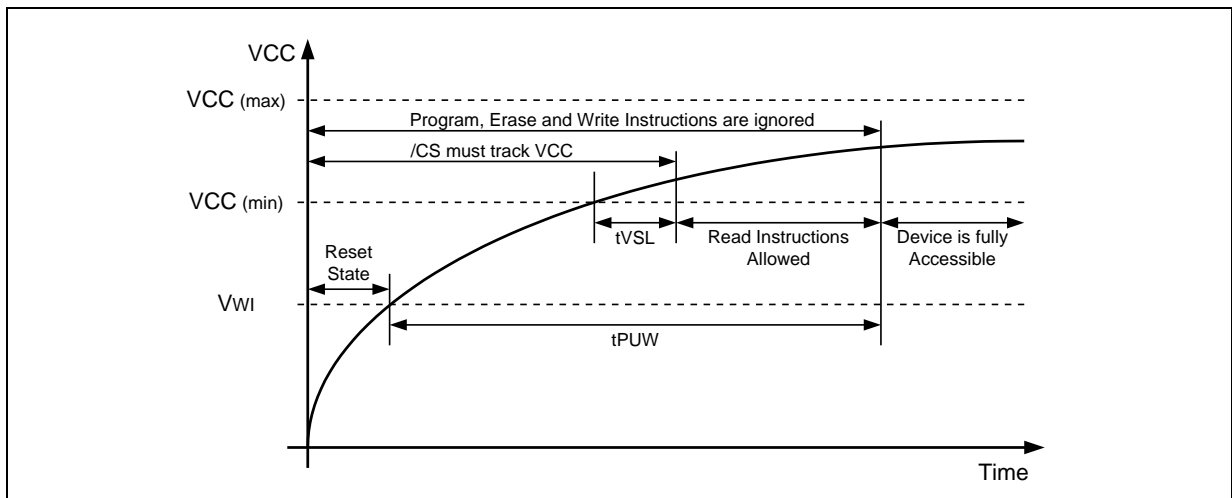 VCC
VCC (max)
Program, Erase and Write Instructions are ignored
/CS must track VCC
VCC (min)
tVSL
Read Instructions
Allowed
Device is fully
Accessible
Reset
State
VWI
tPUW
Time